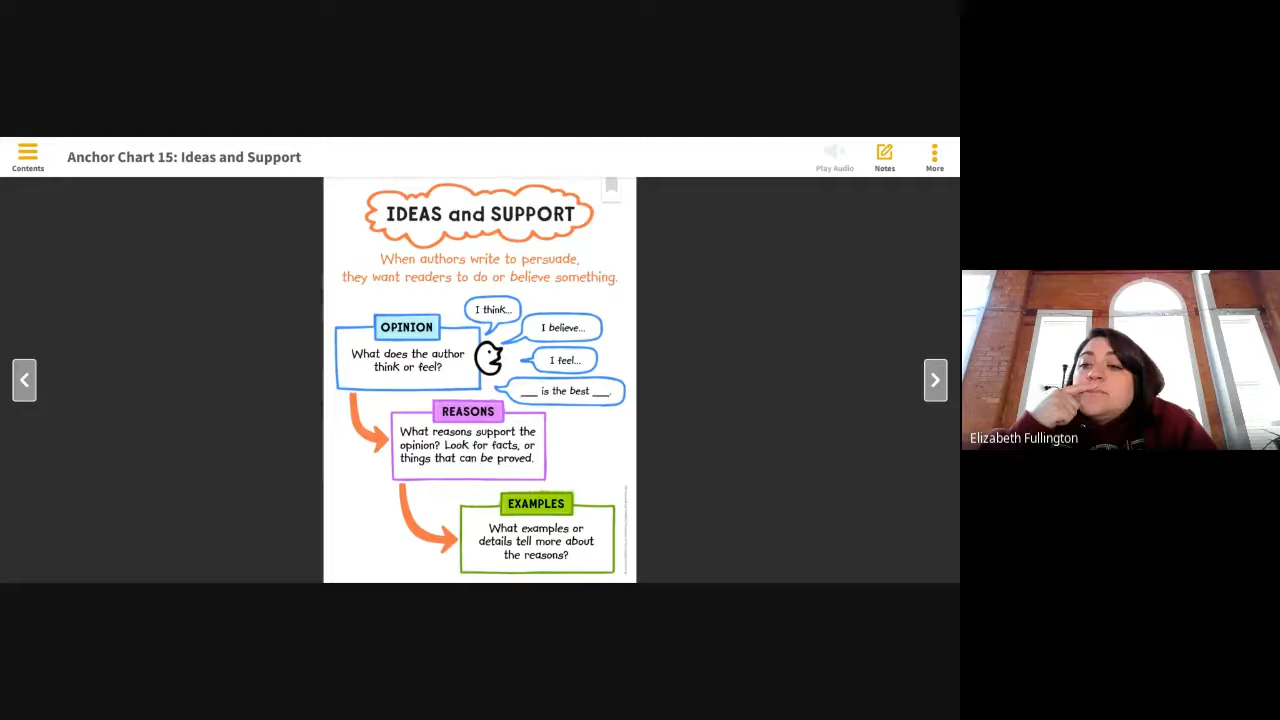 Contents
Anchor Chart 15: Ideas and Support
Play Audio
Notes
More
IDEAS and SUPPORT
When authors write to persuade,
they want readers to do or believe something.
I think...
I believe...
I feel...
___ is the best ___.
OPINION
What does the author
think or feel?
REASONS
What reasons support the
opinion? Look for facts, or
things that can be proved.
EXAMPLES
What examples or
details tell more about
the reasons?
Elizabeth Fullington